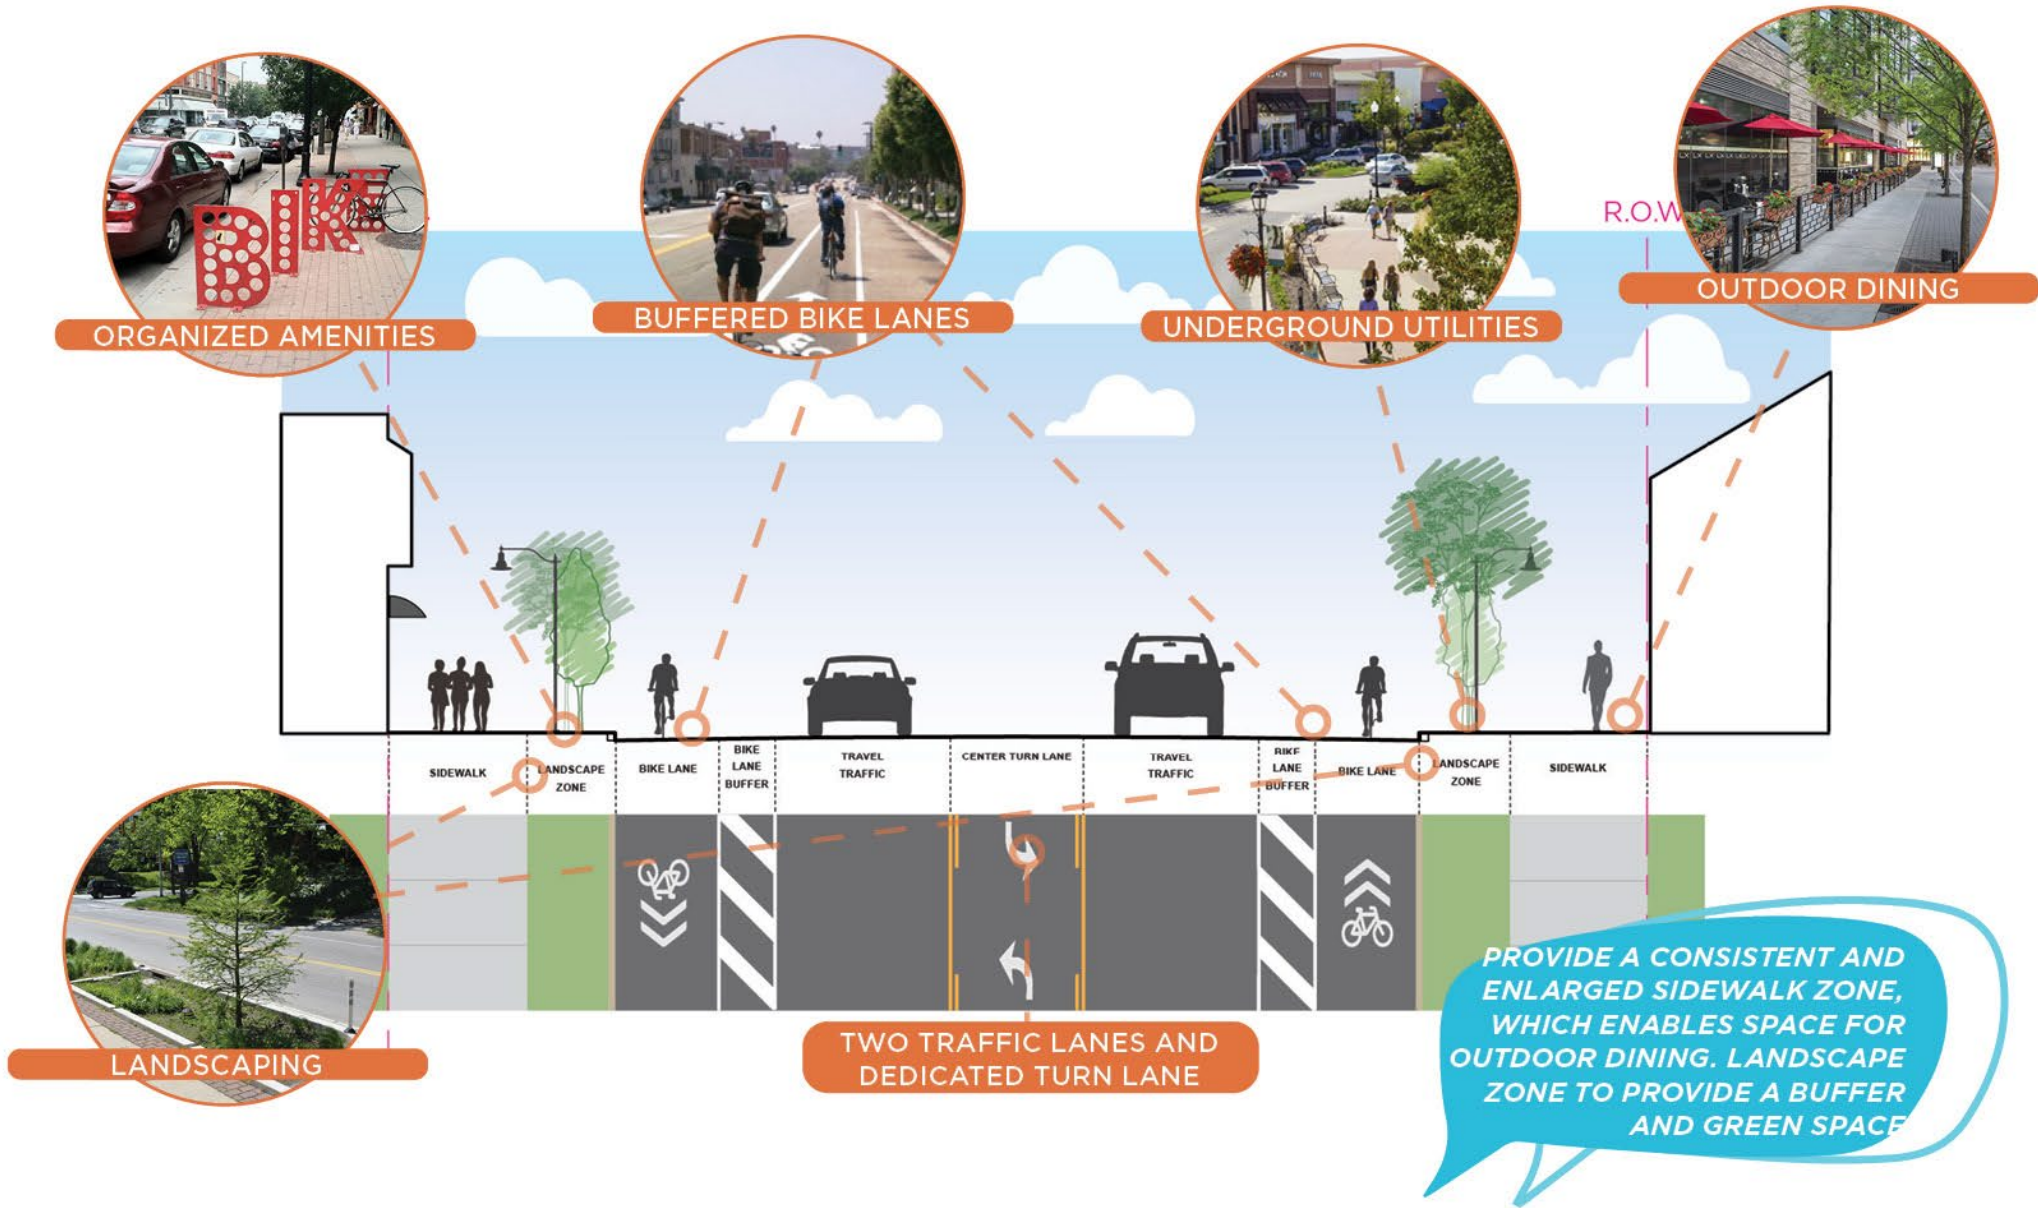 R.O.W
ORGANIZED AMENITIES
BUFFERED BIKE LANES
UNDERGROUND UTILITIES
OUTDOOR DINING
BIKE
SIDEWALK
LANDSCAPE
ZONE
BIKE LANE
BIKE
LANE
BUFFER
TRAVEL
TRAFFIC
CENTER TURN LANE
TRAVEL
TRAFFIC
BIKE
LANE
BUFFER
BIKE LANE
LANDSCAPE
ZONE
SIDEWALK
LANDSCAPING
TWO TRAFFIC LANES AND
DEDICATED TURN LANE
PROVIDE A CONSISTENT AND
ENLARGED SIDEWALK ZONE,
WHICH ENABLES SPACE FOR
OUTDOOR DINING. LANDSCAPE
ZONE TO PROVIDE A BUFFER
AND GREEN SPACE